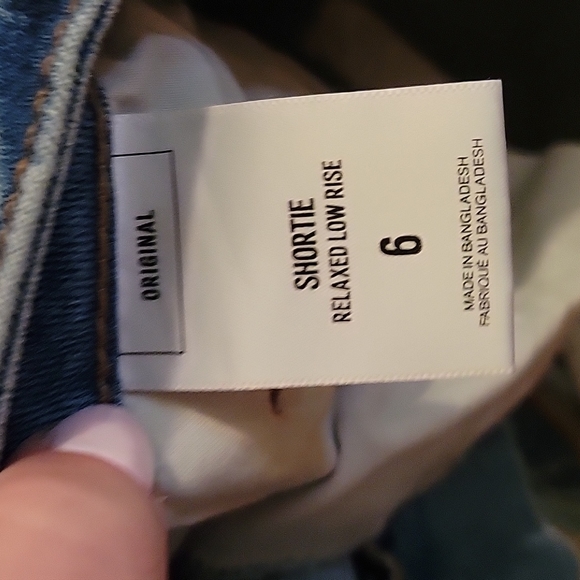 ORIGINAL
SHORTIE
RELAXED LOW RISE
6
MADE IN BANGLADESH
FABRIQUÉ AU BANGLADESH